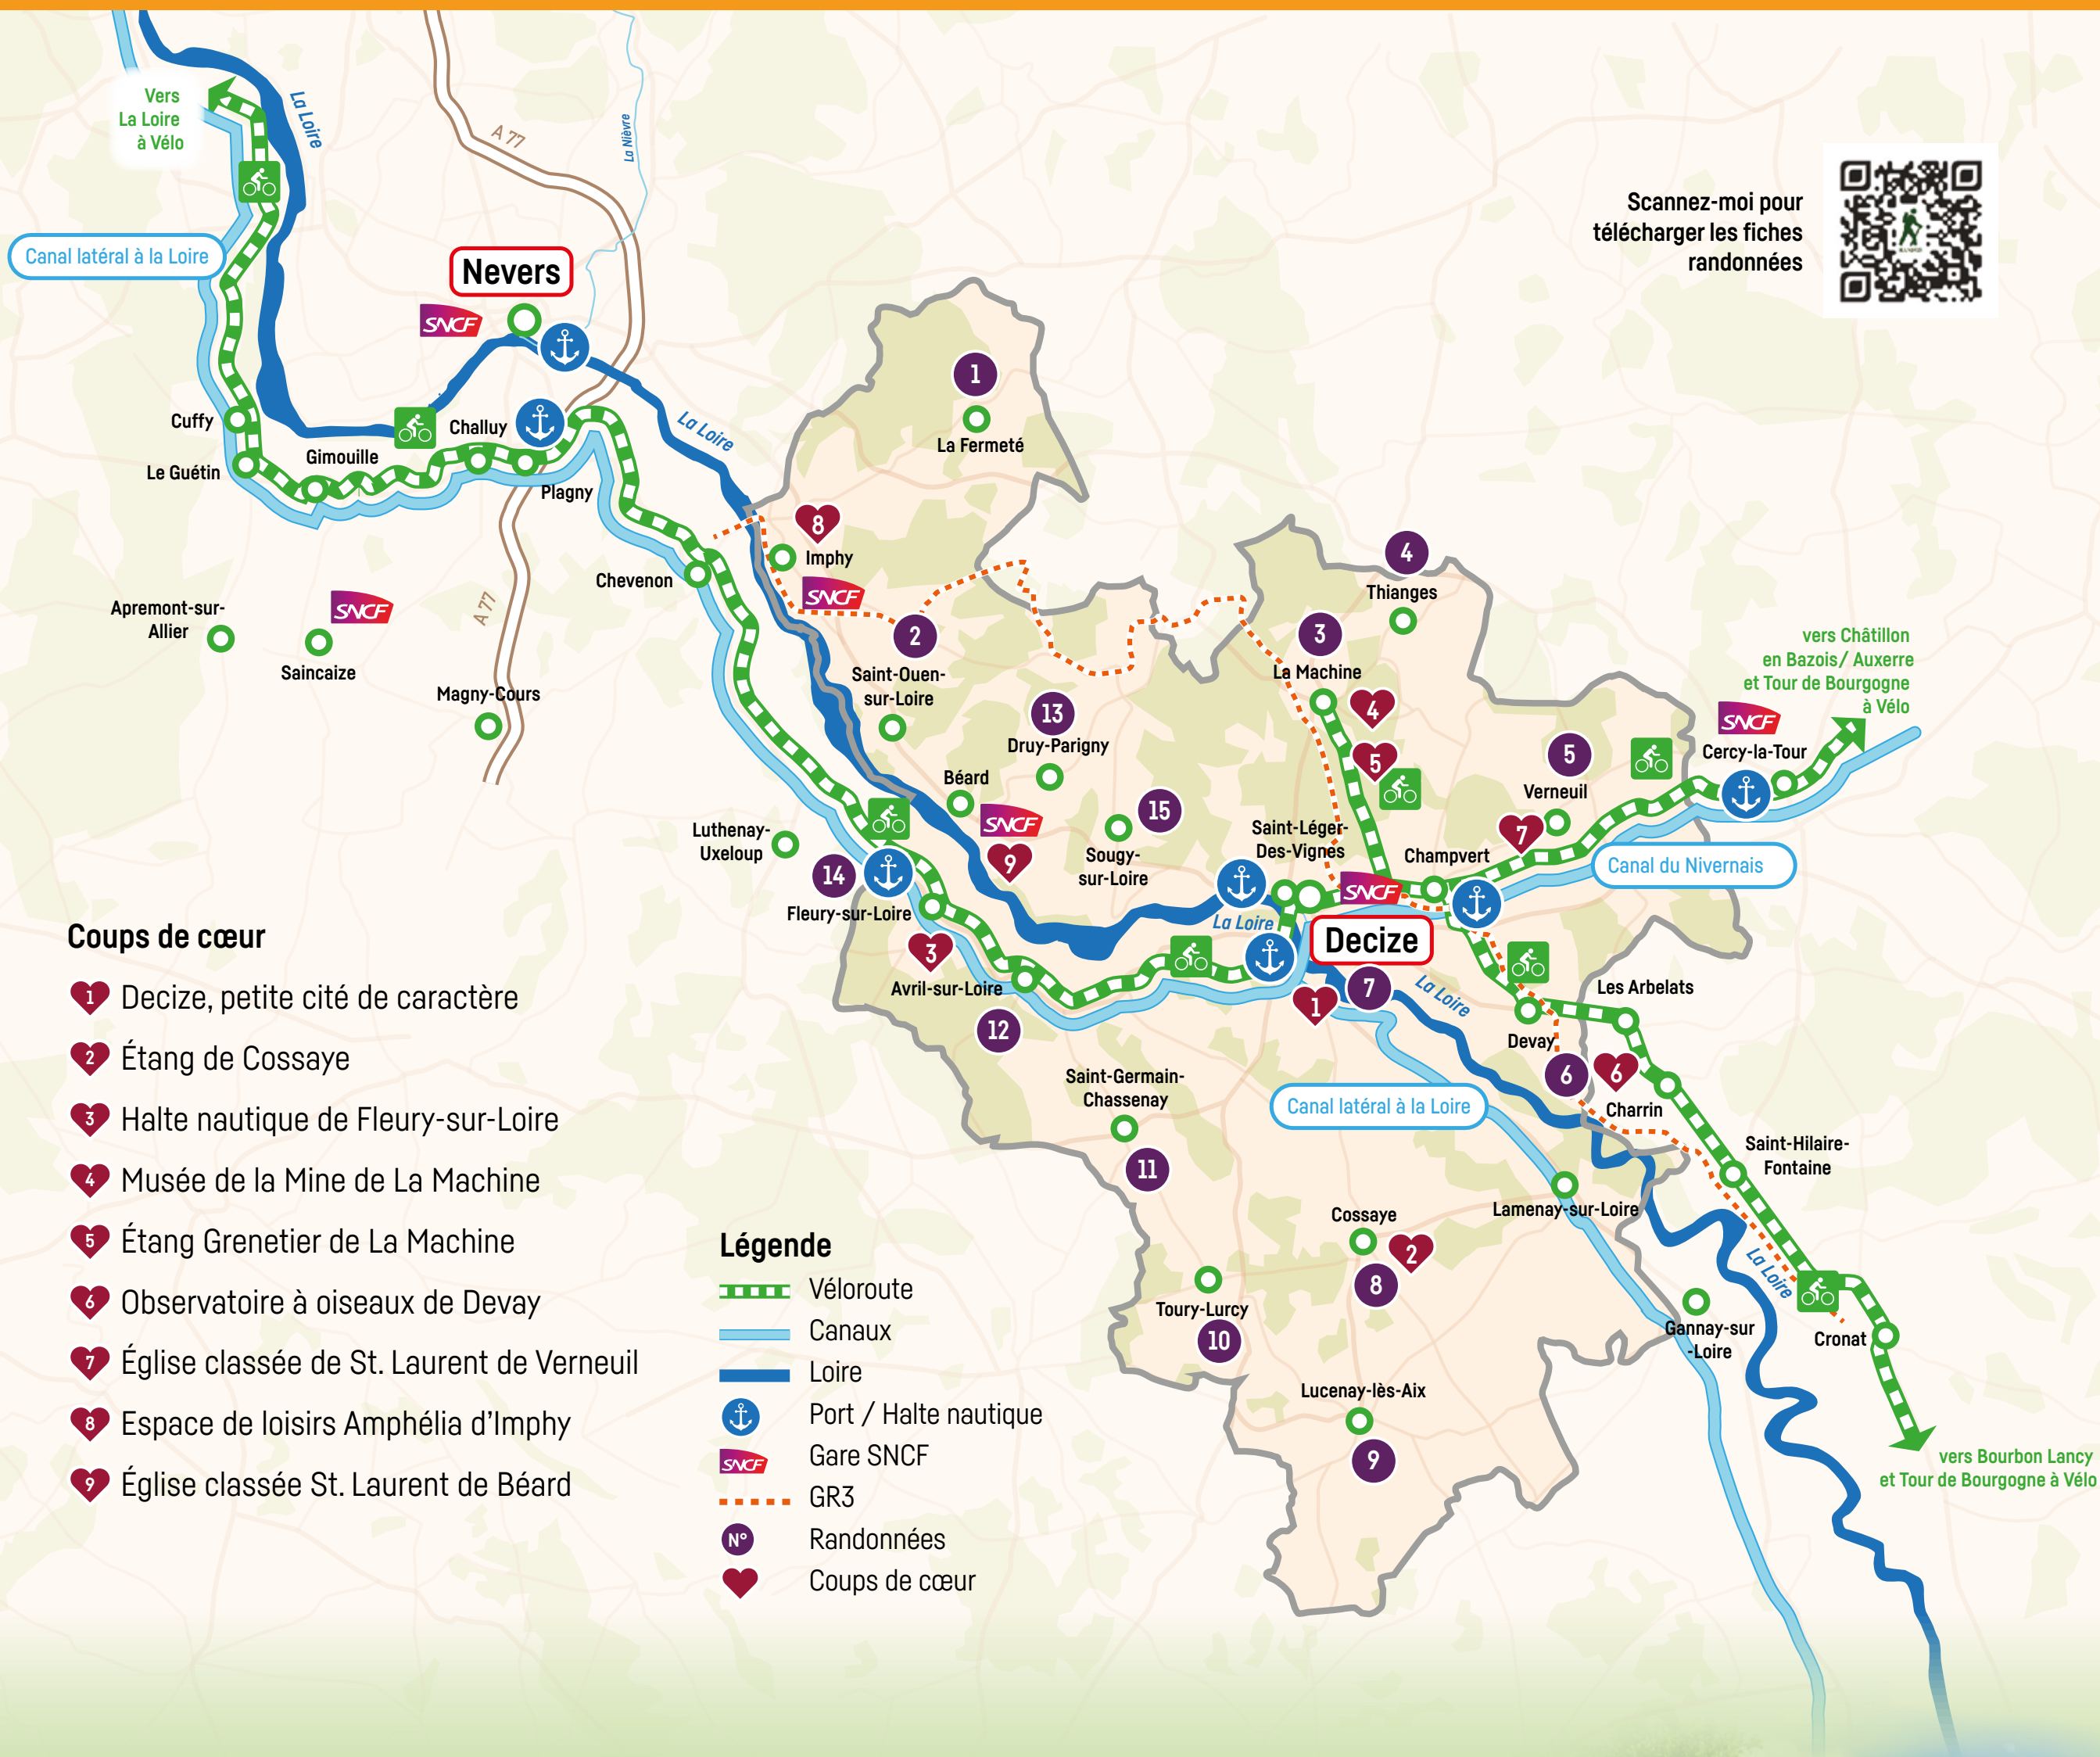 Vers
La Loire
à Vélo
La Loire
A 77
La Nièvre
Scannez-moi pour
télécharger les fiches
randonnées
Canal latéral à la Loire
Nevers
SNCF
1
La Fermeté
La Loire
Cuffy
Challuy
Gimouille
Le Guétin
Plagny
8
Imphy
Chevenon
SNCF
4
Thianges
Apremont-sur-
Allier
SNCF
Saincaize
A 77
Magny-Cours
2
Saint-Ouen-
sur-Loire
3
La Machine
4
5
13
Druy-Parigny
vers Châtillon
en Bazois/ Auxerre
et Tour de Bourgogne
à Vélo
SNCF
Cercy-la-Tour
5
Verneuil
7
Béard
SNCF
9
15
Sougy-
sur-Loire
Saint-Léger-
Des-Vignes
Champvert
SNCF
Canal du Nivernais
Luthenay-
Uxeloup
14
Fleury-sur-Loire
3
Avril-sur-Loire
12
La Loire
Decize
7
1
La Loire
Les Arbelats
Devay
6
6
Charrin
Saint-Germain-
Chassenay
11
Canal latéral à la Loire
Saint-Hilaire-
Fontaine
Lamenay-sur-Loire
Cossaye
2
8
Toury-Lurcy
10
La Loire
Gannay-sur
-Loire
Cronat
Lucenay-lès-Aix
9
vers Bourbon Lancy
et Tour de Bourgogne à Vélo
Coups de cœur
1 Decize, petite cité de caractère
2 Étang de Cossaye
3 Halte nautique de Fleury-sur-Loire
4 Musée de la Mine de La Machine
5 Étang Grenetier de La Machine
6 Observatoire à oiseaux de Devay
7 Église classée de St. Laurent de Verneuil
8 Espace de loisirs Amphélia d'Imphy
9 Église classée St. Laurent de Béard
Légende
Véloroute
Canaux
Loire
Port / Halte nautique
SNCF Gare SNCF
GR3
N° Randonnées
Coups de cœur